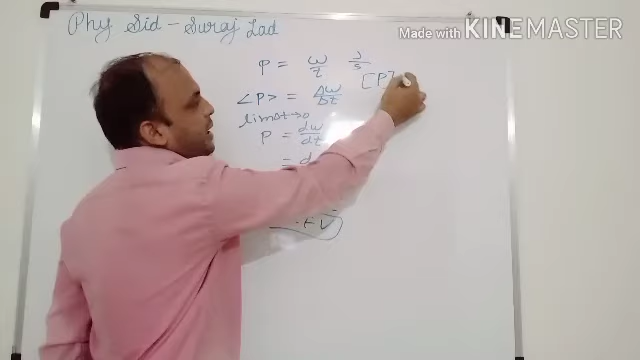 Made with KINEMASTER
Phy Sid - Suraj Lad
P = w/t J/s
[P]
<P> = Δw/Δt
limΔt→0
P = dw/dt
= d
F V